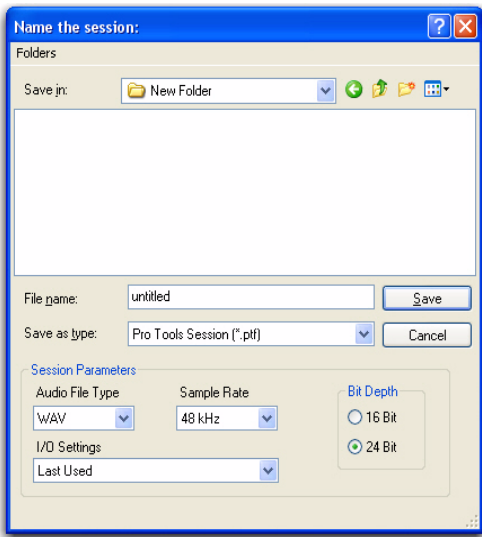 Name the session:
Folders
Save in: New Folder
File name: untitled Save
Save as type: Pro Tools Session (*.ptf) Cancel
Session Parameters
Audio File Type Sample Rate Bit Depth
WAV 48 kHz 16 Bit
I/O Settings 24 Bit
Last Used